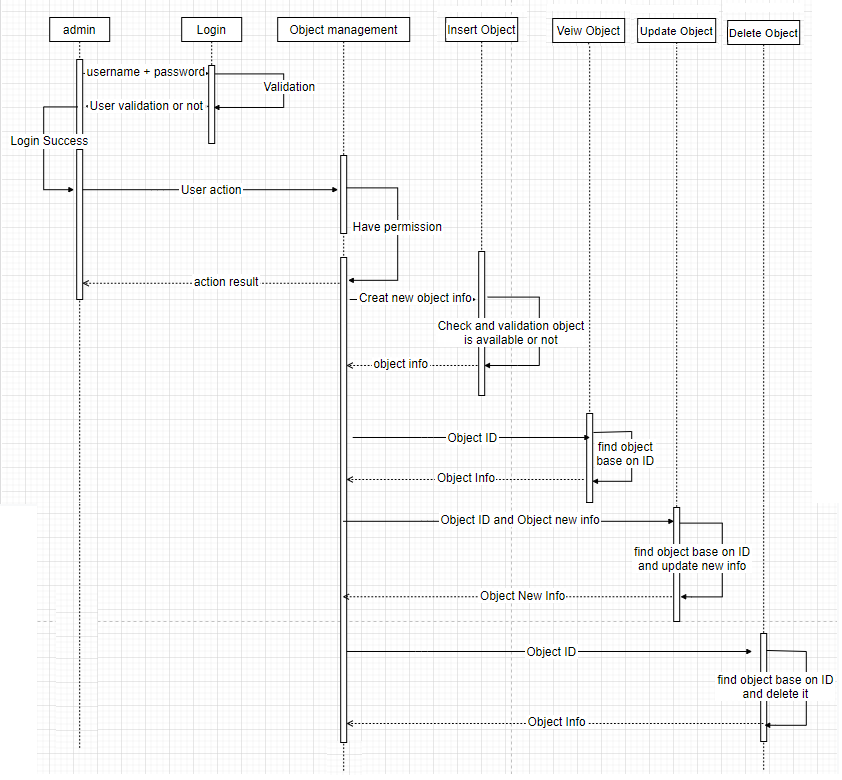 admin
Login
Object management
Insert Object
Veiw Object
Update Object
Delete Object
username + password
Validation
User validation or not
Login Success
User action
Have permission
action result
Creat new object info
Check and validation object
is available or not
object info
Object ID
find object
base on ID
Object Info
Object ID and Object new info
find object base on ID
and update new info
Object New Info
Object ID
find object base on ID
and delete it
Object Info